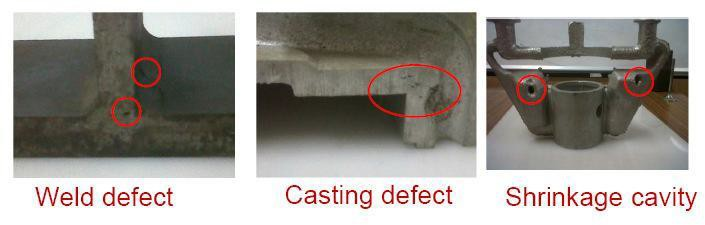 Weld defect
Casting defect
Shrinkage cavity